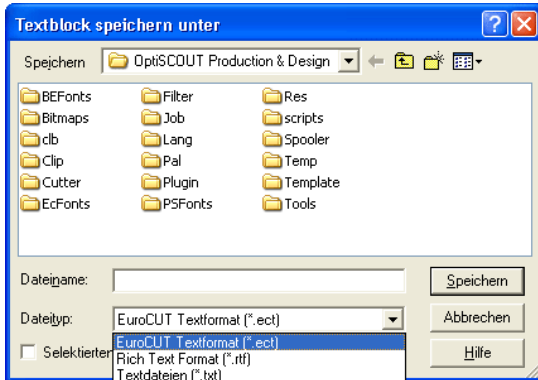 Textblock speichern unter
Speichern OptiSCOUT Production & Design
BEFonts Filter Res
Bitmaps Job scripts
clb Lang Spooler
Clip Pal Temp
Cutter Plugin Template
EcFonts PSFonts Tools
Dateiname: Speichern
Dateityp: EuroCUT Textformat (*.ect) Abbrechen
EuroCUT Textformat (*.ect)
Selektierter Rich Text Format (*.rtf) Hilfe
Textdateien (*.txt)